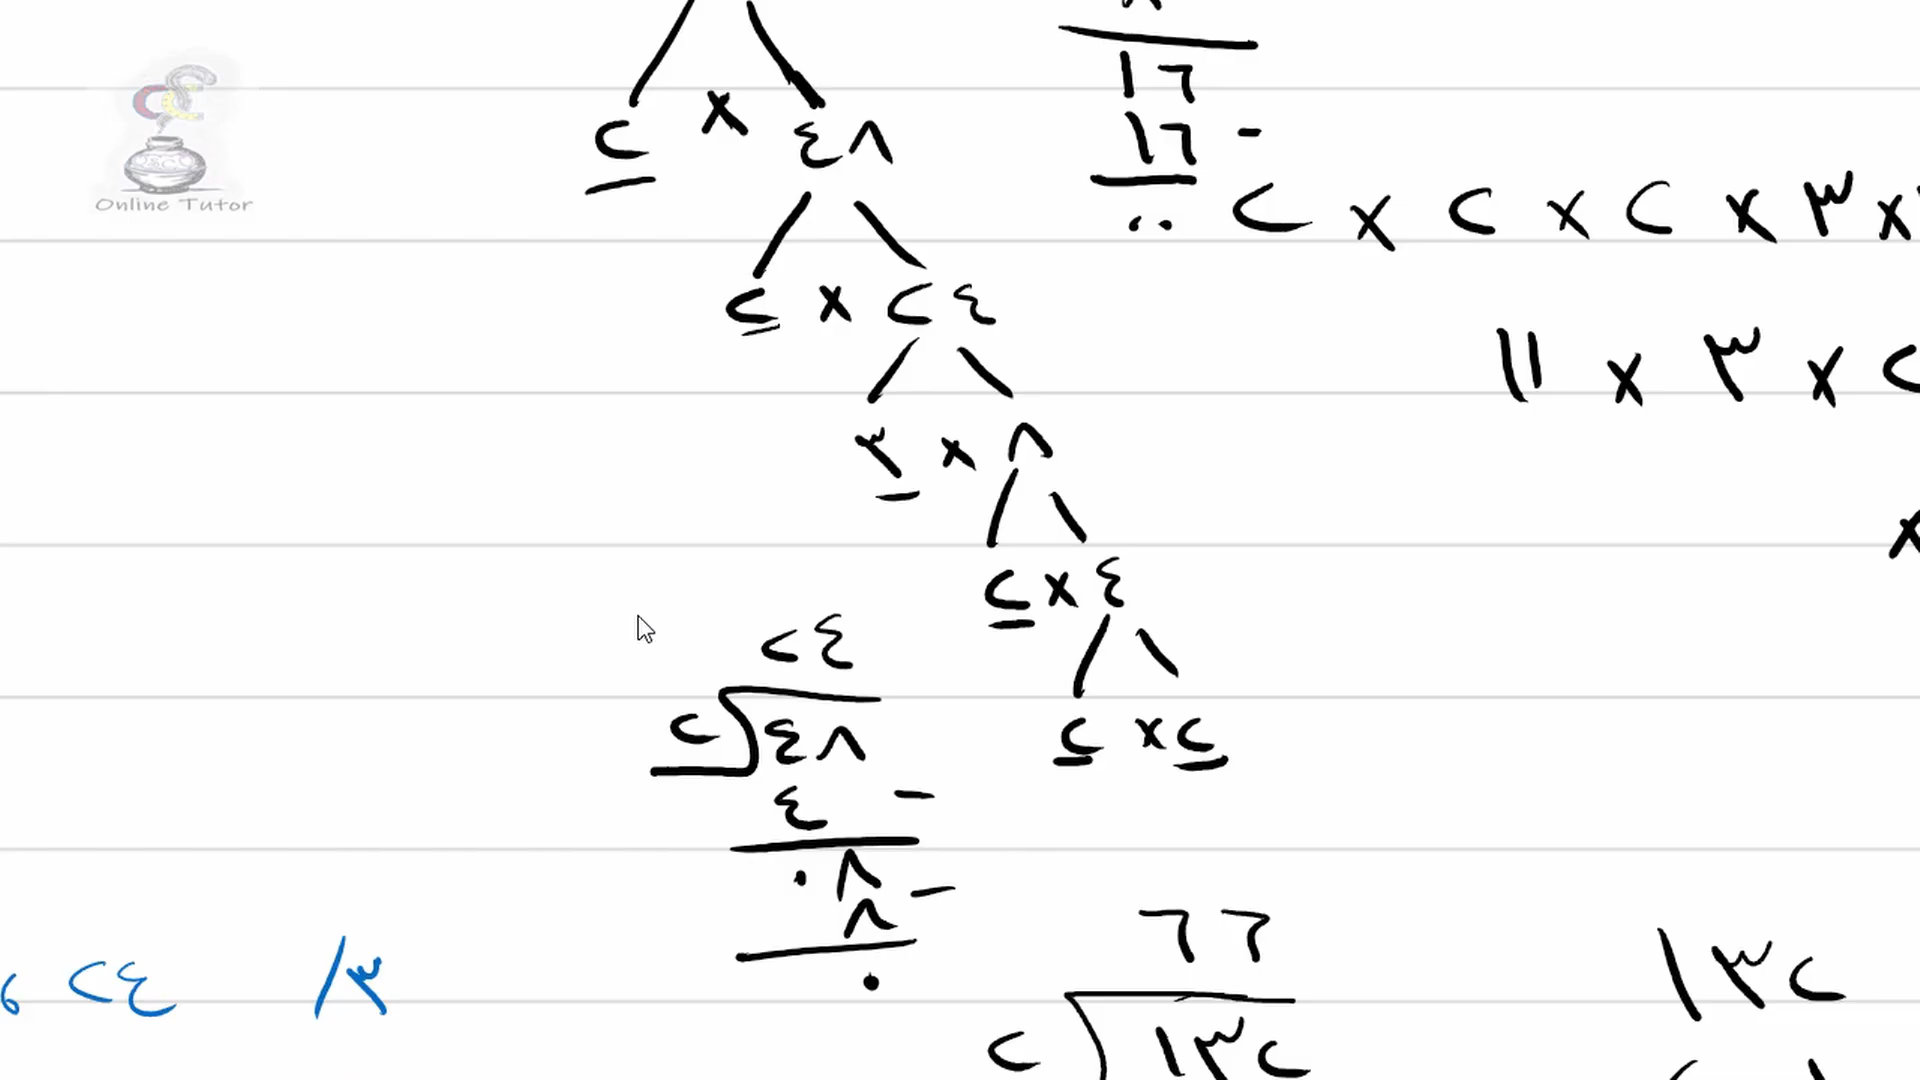 ١٦
٢ × ٤٨
١٦ -
٠٠
٢ × ٢ × ٢ × ٣ ×
Online Tutor
٢ × ٢٤
١١ × ٣ × ٢
٣ × ٨
×
٢ × ٤
٢٤
٢ ٤٨
٢ × ٢
٤ -
٠٨ -
٨
٠
٦٦
٢٤ /٣
١٣٢
٢ ١٣٢